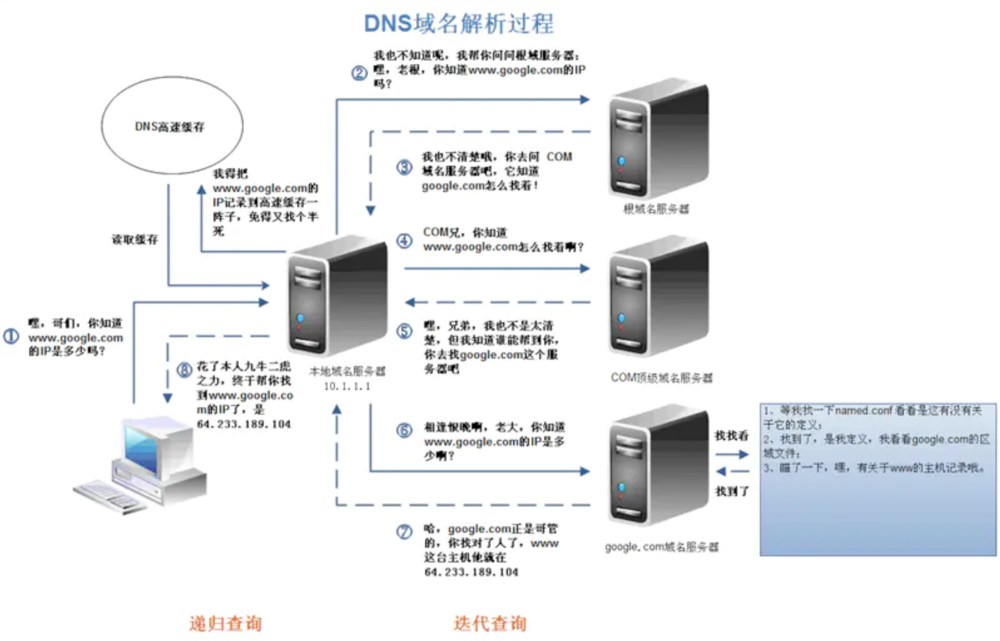 DNS域名解析过程
② 我也不知道呢，我帮你问问根域服务器；
嘿，老根，你知道www.google.com的IP
吗？
DNS高速缓存
③ 我也不清楚哦，你去问 COM
域名服务器吧，它知道
google.com怎么找着！
根域名服务器
我得把
www.google.com的
IP记录到高速缓存一
阵子，免得又找个半
死
读取缓存
④ COM兄，你知道
www.google.com怎么找着啊？
① 嘿，哥们，你知道
www.google.com
的IP是多少吗？
⑤ 嘿，兄弟，我也不是太清
楚，但我知道谁能帮到你，
你去找google.com这个服
务器吧
COM顶级域名服务器
本地域名服务器
10.1.1.1
⑧ 花了本人九牛二虎
之力，终于帮你找
到www.google.co
m的IP了，是
64.233.189.104
⑥ 相逢恨晚啊，老大，你知道
www.google.com的IP是多
少啊？
找找看
找到了
1、等我找一下named.conf 看看是这有没有关
于它的定义；
2、找到了，是我定义，我看看google.com的区
域文件；
3、瞄了一下，嘿，有关于www的主机记录哦。
⑦ 哈，google.com正是哥管
的，你找对了人了，www
这台主机他就在
64.233.189.104
google.com域名服务器
递归查询
迭代查询